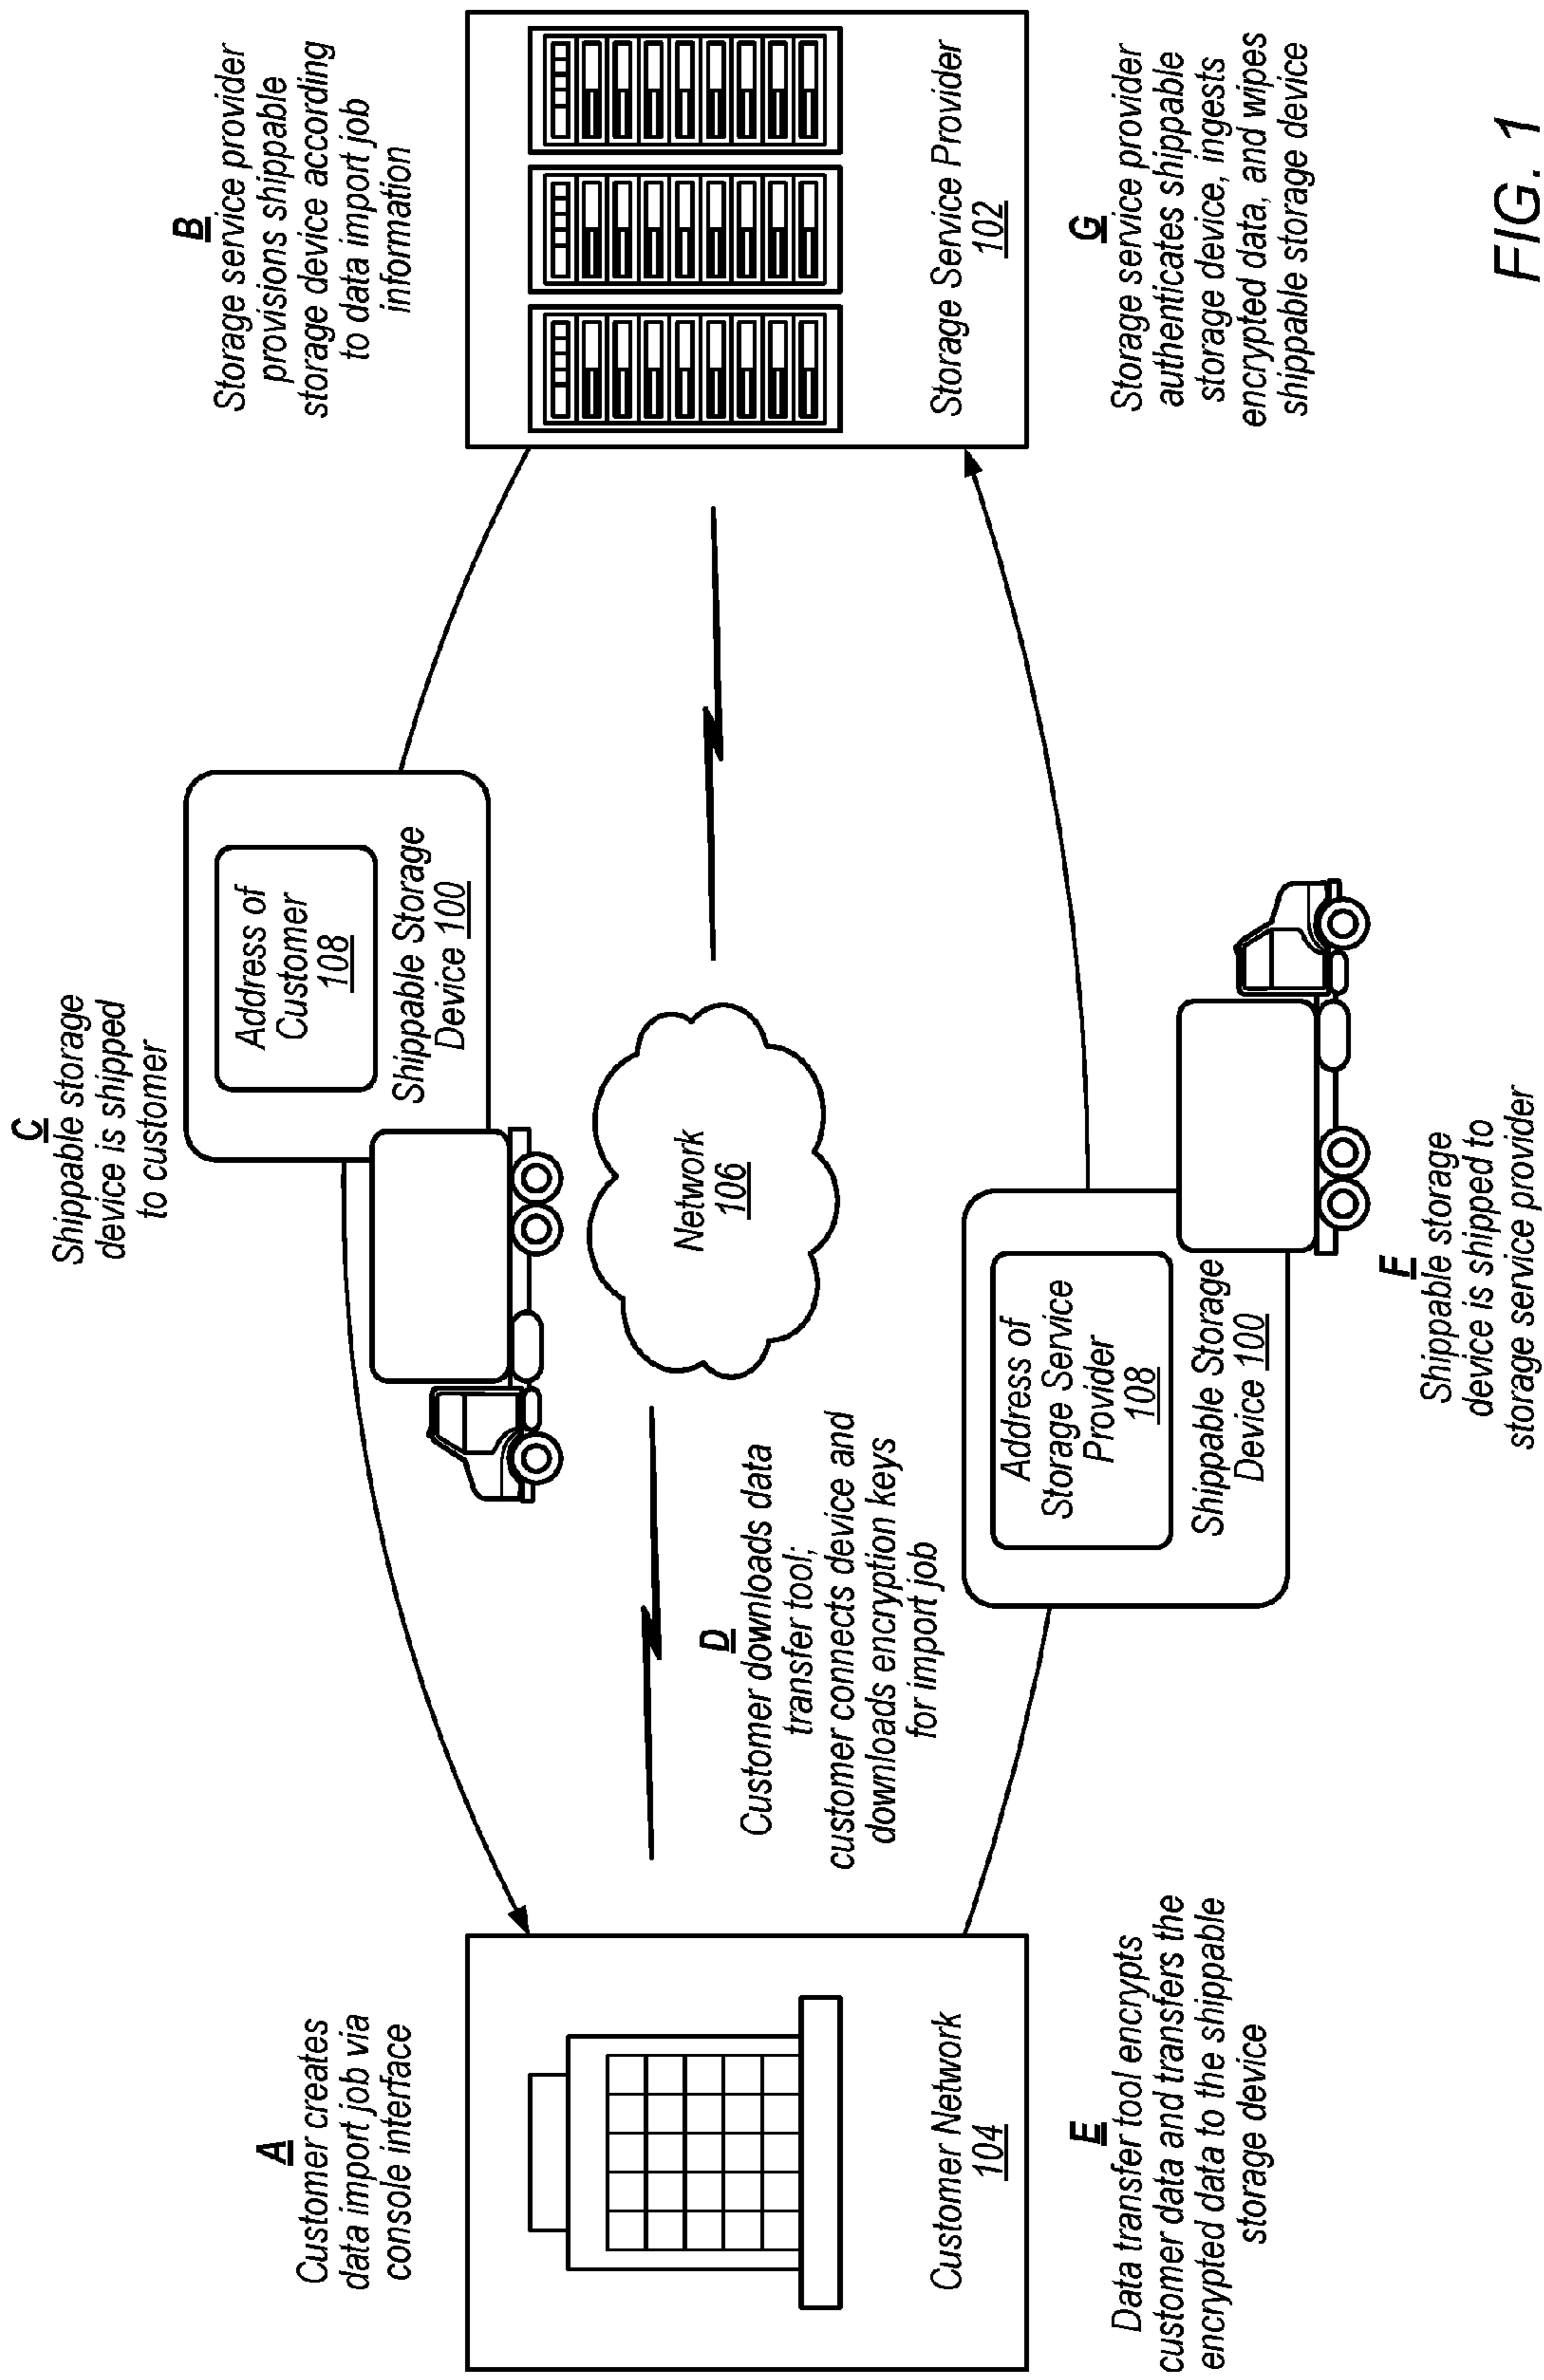 A
Customer creates
data import job via
console interface
B
Storage service provider
provisions shippable
storage device according
to data import job
information
C
Shippable storage
device is shipped
to customer
Address of
Customer
108
Shippable Storage
Device 100
Network
106
D
Customer downloads data
transfer tool;
customer connects device and
downloads encryption keys
for import job
Customer Network
104
Storage Service Provider
102
Address of
Storage Service
Provider
108
Shippable Storage
Device 100
E
Data transfer tool encrypts
customer data and transfers the
encrypted data to the shippable
storage device
F
Shippable storage
device is shipped to
storage service provider
G
Storage service provider
authenticates shippable
storage device, ingests
encrypted data, and wipes
shippable storage device
FIG. 1